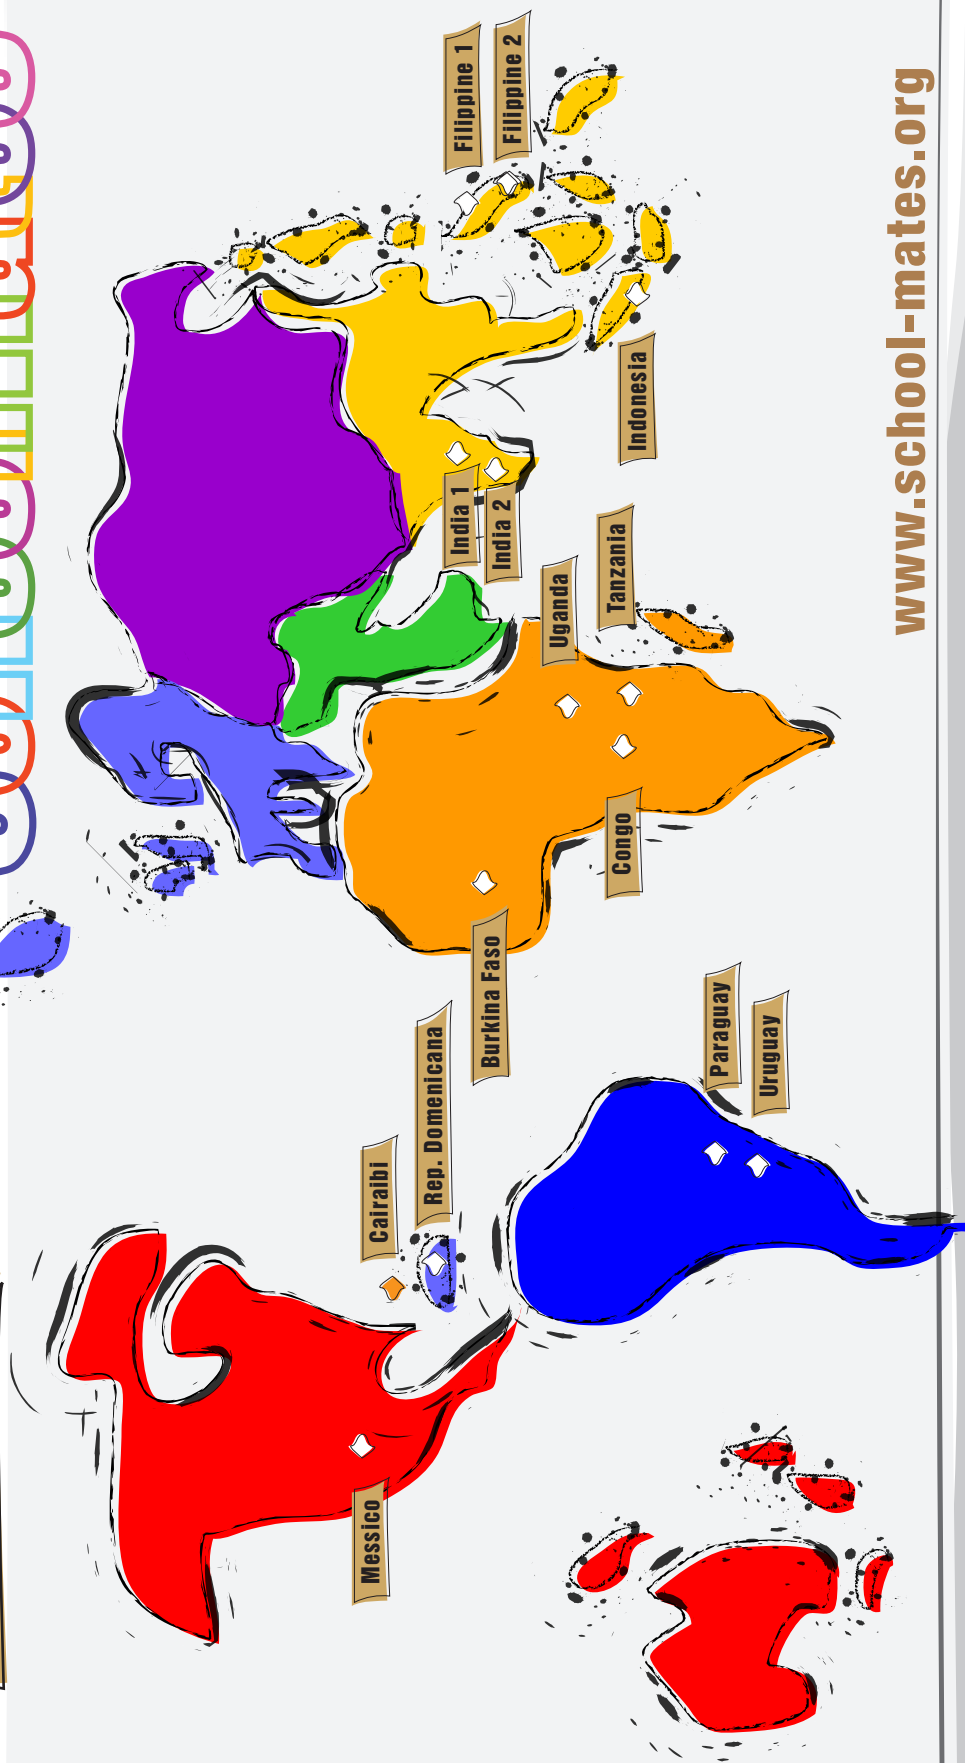 Messico
Cairaibi
Rep. Domenicana
Burkina Faso
Paraguay
Uruguay
Congo
Uganda
Tanzania
India 1
India 2
Indonesia
Filippine 1
Filippine 2
www.school-mates.org